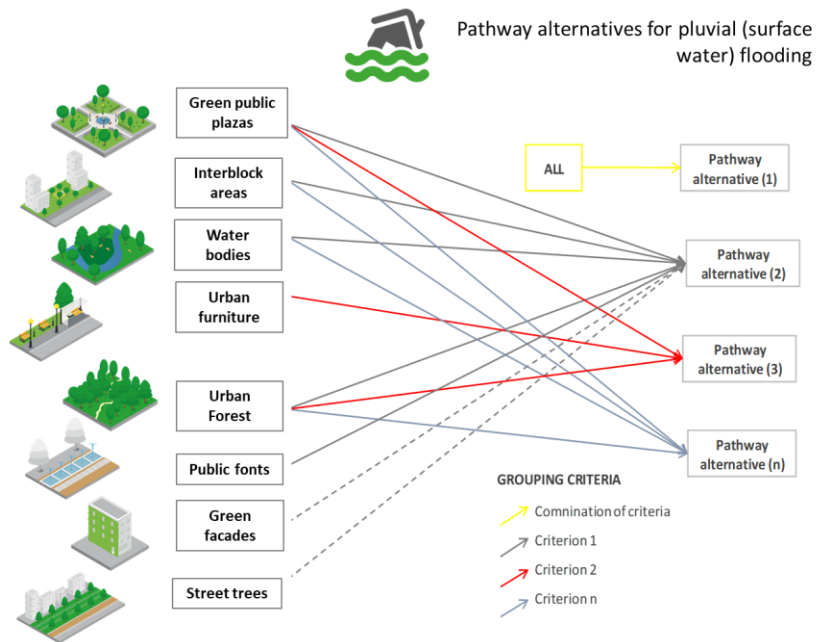 Pathway alternatives for pluvial (surface
water) flooding
Green public
plazas
Interblock
areas
Water
bodies
Urban
furniture
Urban
Forest
Public fonts
Green
facades
Street trees
ALL
Pathway
alternative (1)
Pathway
alternative (2)
Pathway
alternative (3)
Pathway
alternative (n)
GROUPING CRITERIA
Comnination of criteria
Criterion 1
Criterion 2
Criterion n